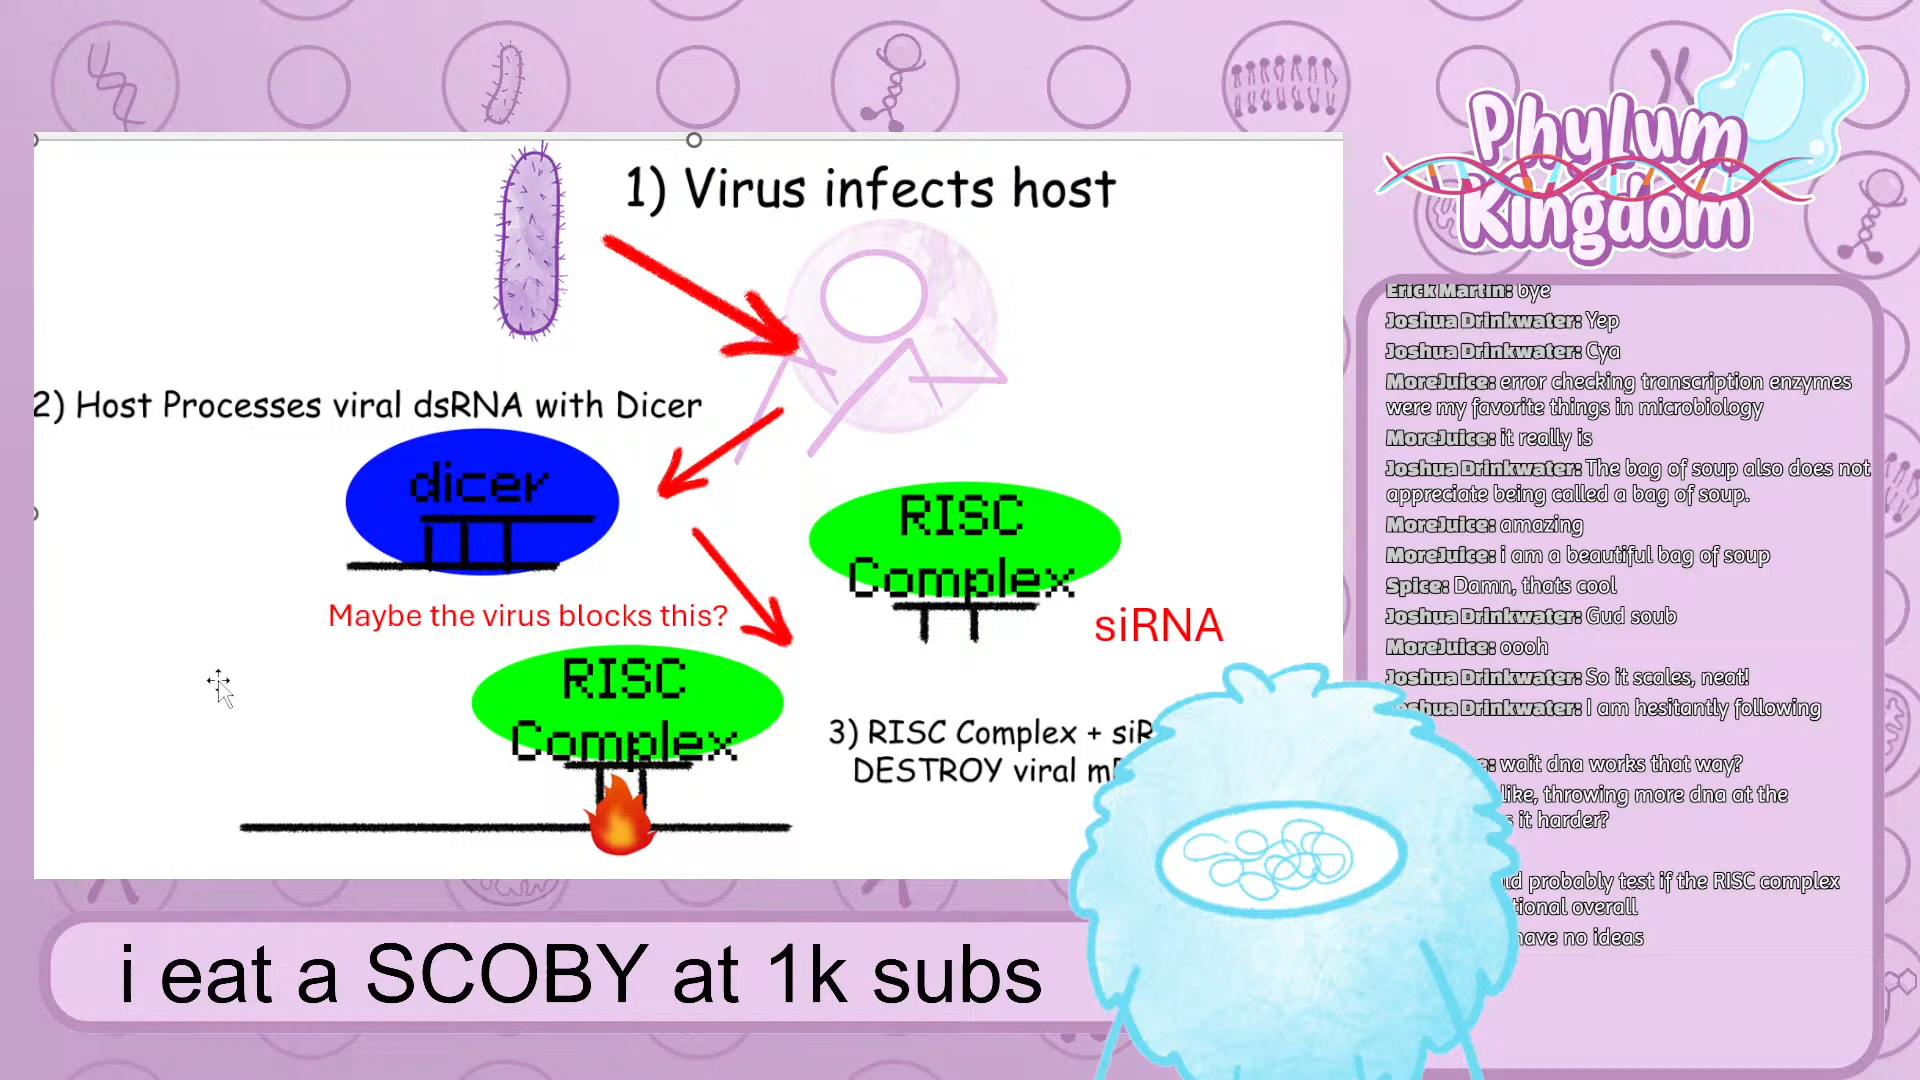 1) Virus infects host
2) Host Processes viral dsRNA with Dicer
dicer
RISC
Complex
siRNA
Maybe the virus blocks this?
RISC
Complex
3) RISC Complex +
DESTROY viral
i eat a SCOBY at 1k subs
Phylum
Kingdom
Erick Martin: bye
Joshua Drinkwater: Yep
Joshua Drinkwater: Cya
MoreJuice: error checking transcription enzymes
were my favorite things in microbiology
MoreJuice: it really is
Joshua Drinkwater: The bag of soup also does not
appreciate being called a bag of soup.
MoreJuice: amazing
MoreJuice: i am a beautiful bag of soup
Spice: Damn, thats cool
Joshua Drinkwater: Gud soub
MoreJuice: oooh
Joshua Drinkwater: So it scales, neat!
Drinkwater: I am hesitantly following
wait dna works that way?
like, throwing more dna at the
it harder?
probably test if the RISC complex
overall
have no ideas